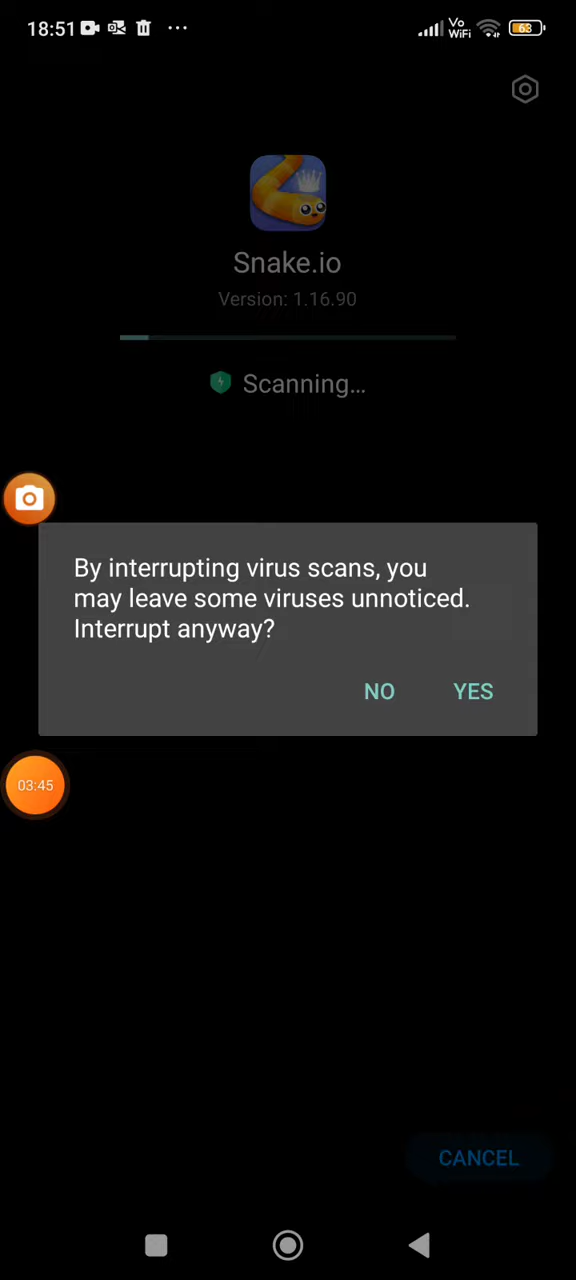 18:51
Vo
WiFi
63
Snake.io
Version: 1.16.90
Scanning...
By interrupting virus scans, you
may leave some viruses unnoticed.
Interrupt anyway?
NO YES
03:45
CANCEL